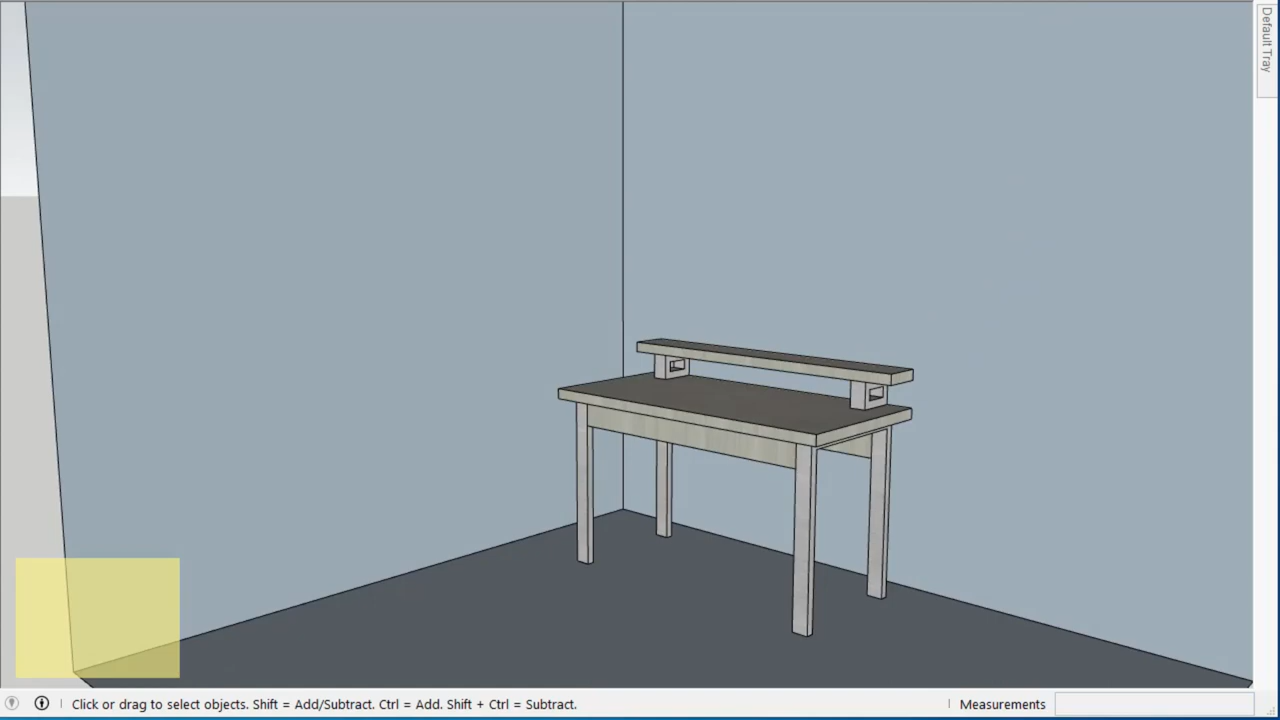 Default Tray
Click or drag to select objects. Shift = Add/Subtract. Ctrl = Add. Shift + Ctrl = Subtract.
Measurements